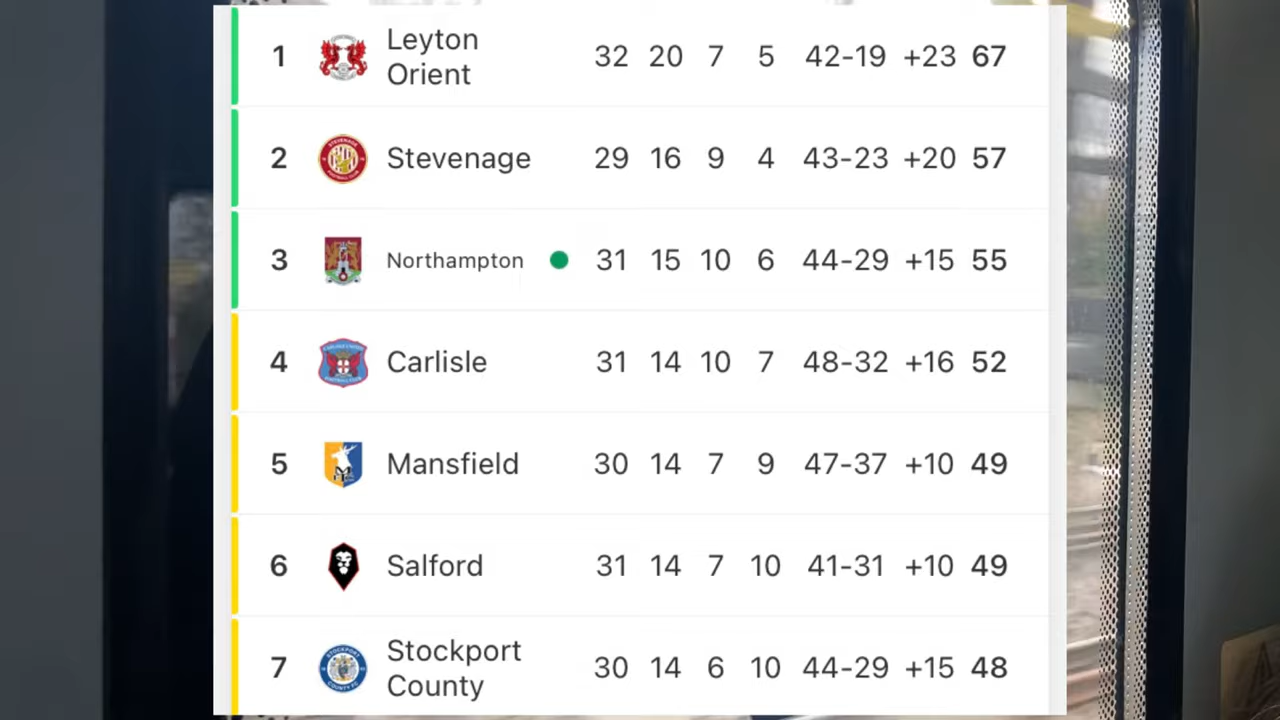 1 Leyton Orient 32 20 7 5 42-19 +23 67
2 Stevenage 29 16 9 4 43-23 +20 57
3 Northampton 31 15 10 6 44-29 +15 55
4 Carlisle 31 14 10 7 48-32 +16 52
5 Mansfield 30 14 7 9 47-37 +10 49
6 Salford 31 14 7 10 41-31 +10 49
7 Stockport County 30 14 6 10 44-29 +15 48